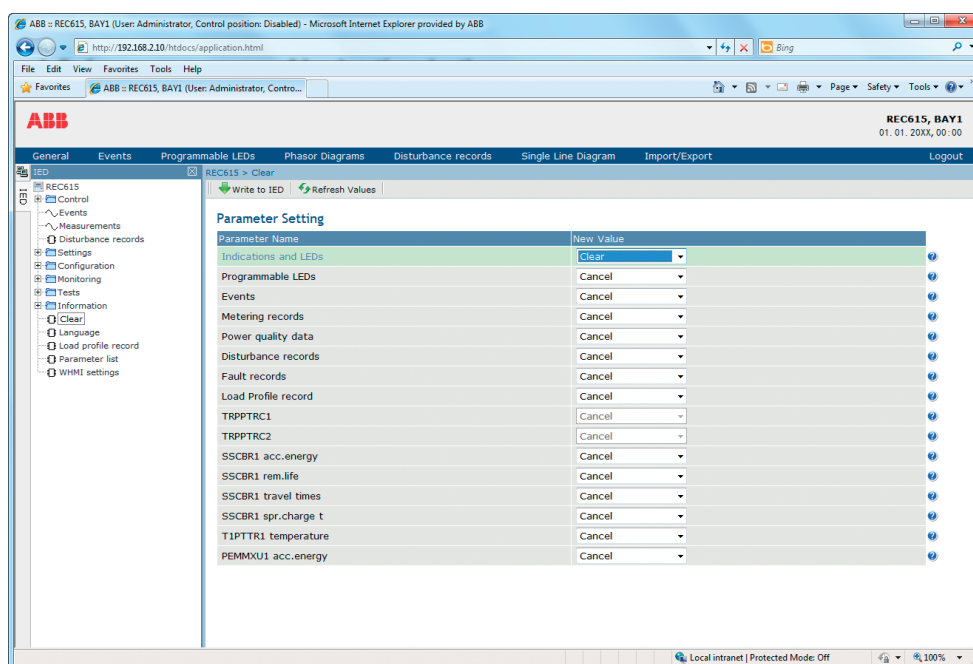 ABB :: REC615, BAY1 (User: Administrator, Control position: Disabled) - Microsoft Internet Explorer provided by ABB
http://192.168.2.10/htdocs/application.html
Bing
File Edit View Favorites Tools Help
Favorites ABB :: REC615, BAY1 (User: Administrator, Contro... Page Safety Tools
ABB
REC615, BAY1
01. 01. 20XX, 00:00
General Events Programmable LEDs Phasor Diagrams Disturbance records Single Line Diagram Import/Export Logout
IED
IED
REC615
Control
Events
Measurements
Disturbance records
Settings
Configuration
Monitoring
Tests
Information
Clear
Language
Load profile record
Parameter list
WHMI settings
REC615 > Clear
Write to IED Refresh Values
Parameter Setting
Parameter Name New Value
Indications and LEDs Clear
Programmable LEDs Cancel
Events Cancel
Metering records Cancel
Power quality data Cancel
Disturbance records Cancel
Fault records Cancel
Load Profile record Cancel
TRPPTRC1 Cancel
TRPPTRC2 Cancel
SSCBR1 acc.energy Cancel
SSCBR1 rem.life Cancel
SSCBR1 travel times Cancel
SSCBR1 spr.charge t Cancel
T1PTTR1 temperature Cancel
PEMMXU1 acc.energy Cancel
Local intranet | Protected Mode: Off 100%